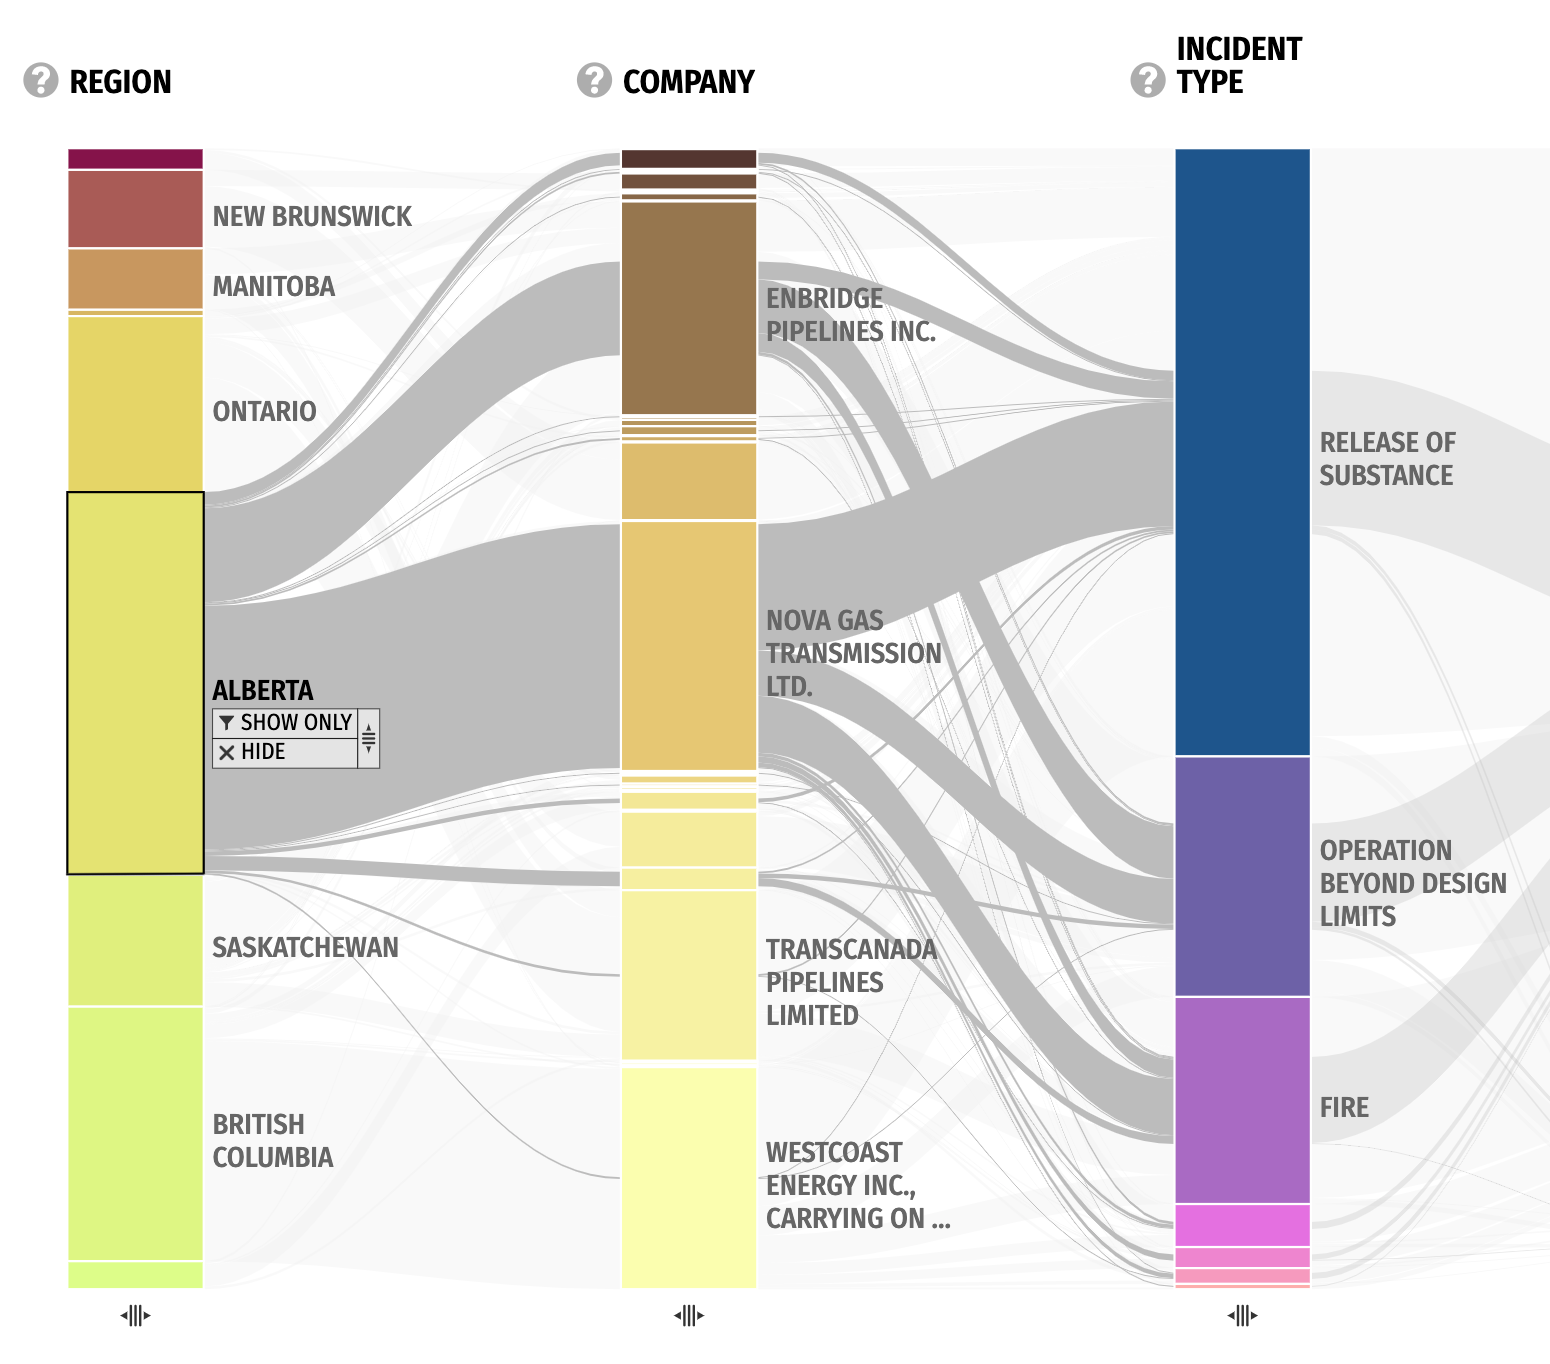 REGION
COMPANY
INCIDENT
TYPE
NEW BRUNSWICK
MANITOBA
ONTARIO
ALBERTA
SHOW ONLY
HIDE
SASKATCHEWAN
BRITISH
COLUMBIA
ENBRIDGE
PIPELINES INC.
NOVA GAS
TRANSMISSION
LTD.
TRANSCANADA
PIPELINES
LIMITED
WESTCOAST
ENERGY INC.,
CARRYING ON ...
RELEASE OF
SUBSTANCE
OPERATION
BEYOND DESIGN
LIMITS
FIRE